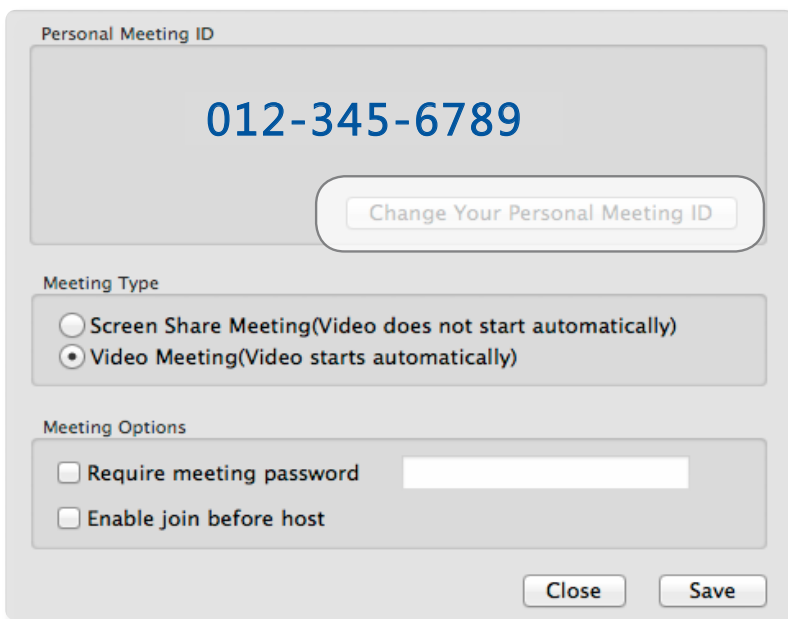 Personal Meeting ID
012-345-6789
Change Your Personal Meeting ID
Meeting Type
Screen Share Meeting(Video does not start automatically)
Video Meeting(Video starts automatically)
Meeting Options
Require meeting password
Enable join before host
Close Save